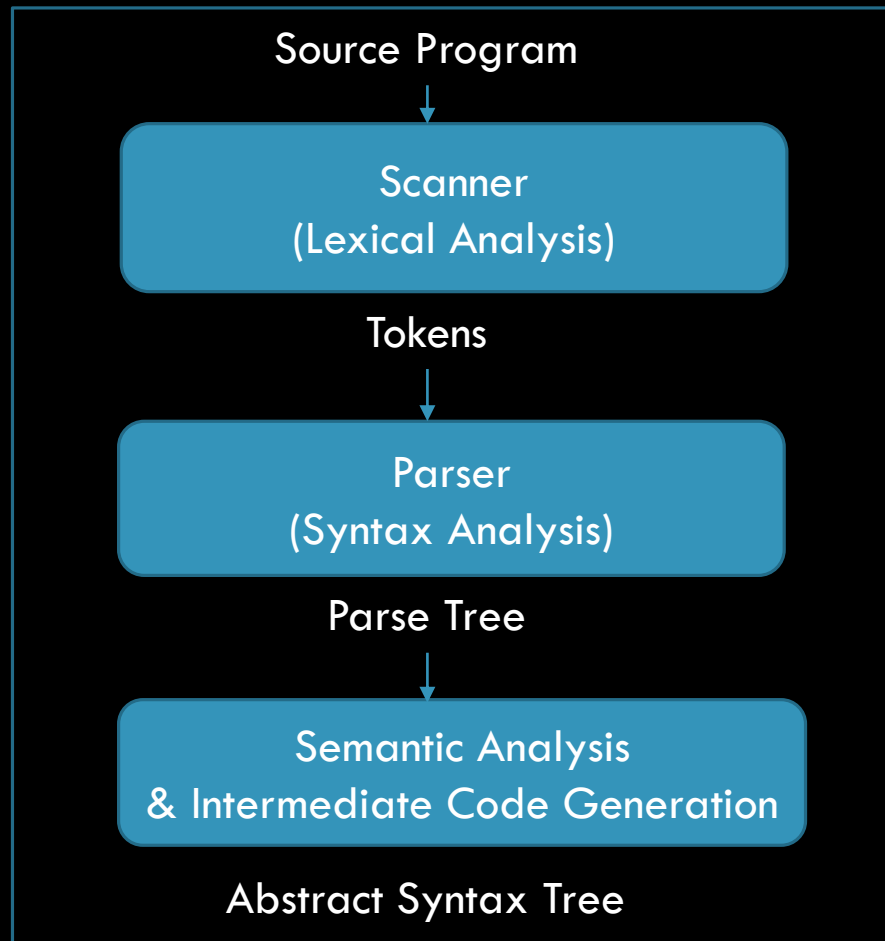 Source Program
Scanner
(Lexical Analysis)
Tokens
Parser
(Syntax Analysis)
Parse Tree
Semantic Analysis
& Intermediate Code Generation
Abstract Syntax Tree